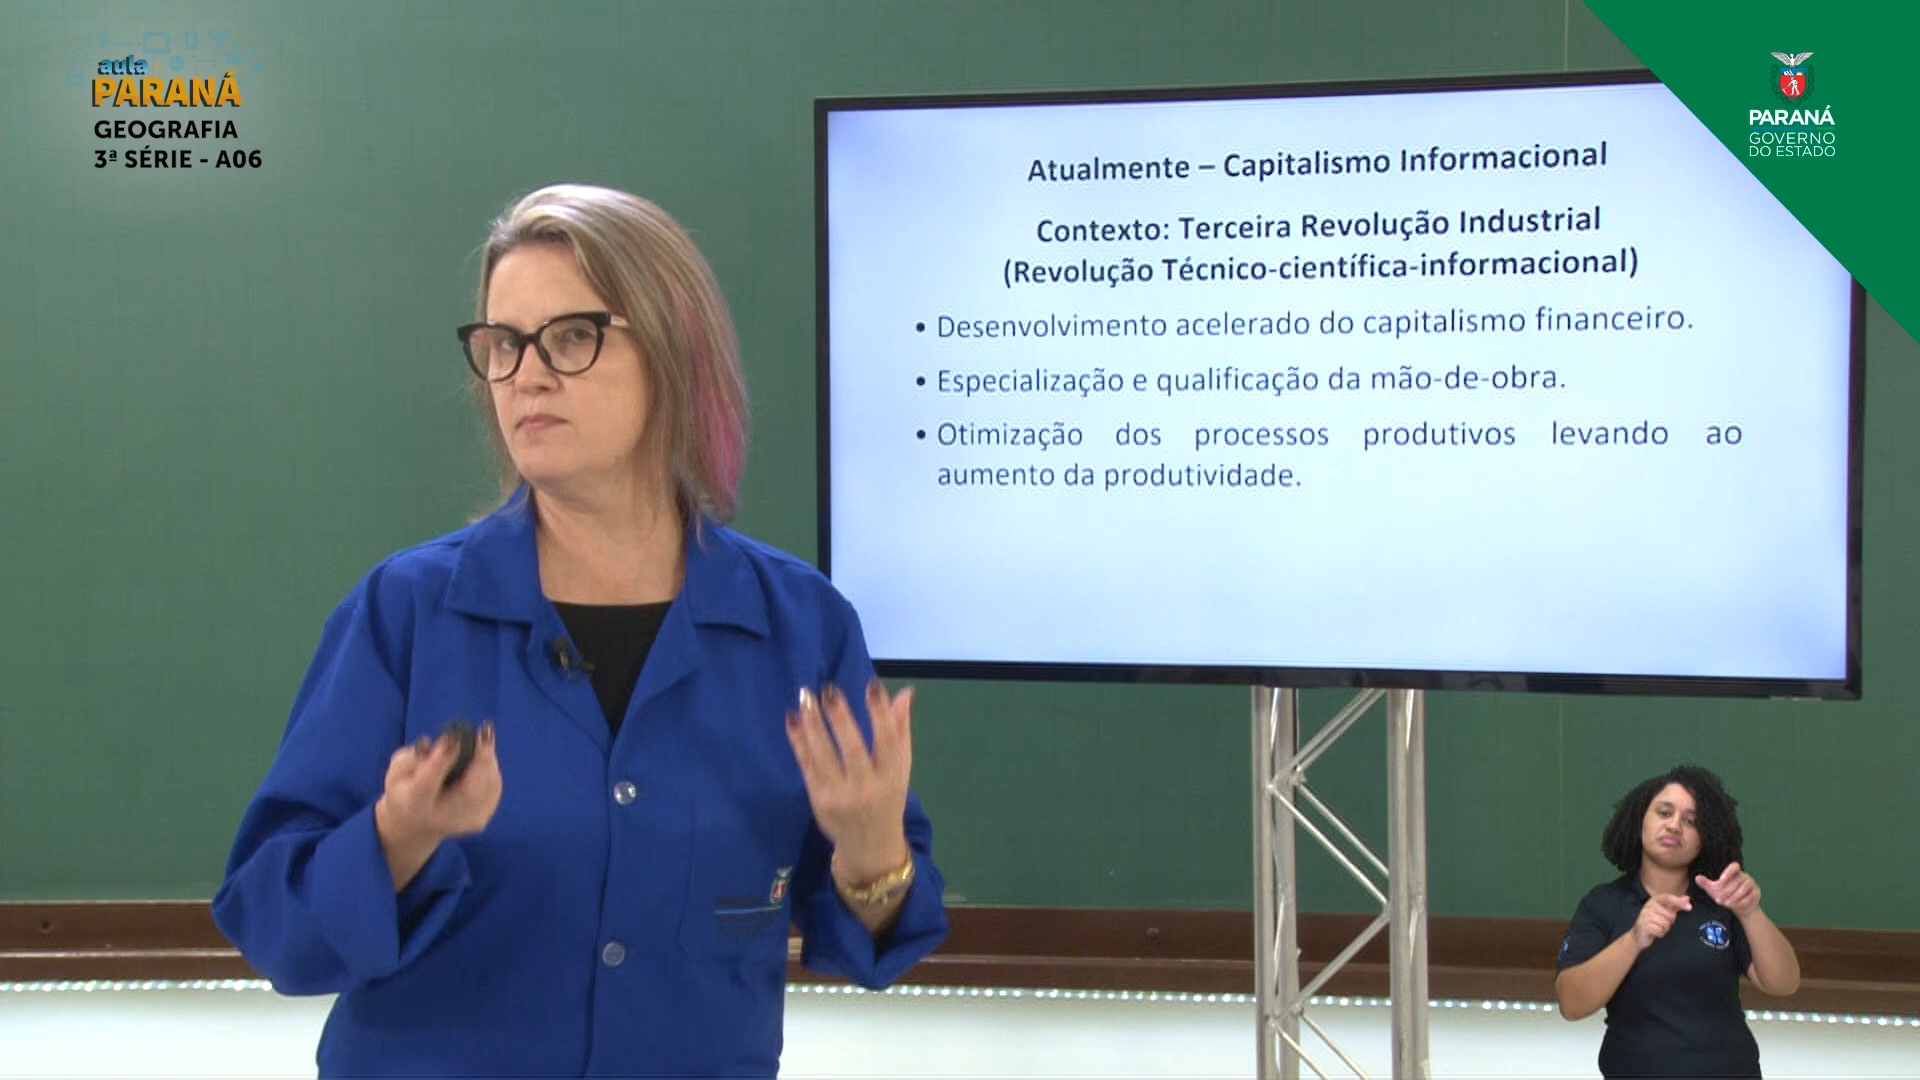 aula
PARANÁ
GEOGRAFIA
3ª SÉRIE - A06
PARANÁ
GOVERNO
DO ESTADO
Atualmente – Capitalismo Informacional
Contexto: Terceira Revolução Industrial
(Revolução Técnico-científica-informacional)
• Desenvolvimento acelerado do capitalismo financeiro.
• Especialização e qualificação da mão-de-obra.
• Otimização dos processos produtivos levando ao
aumento da produtividade.